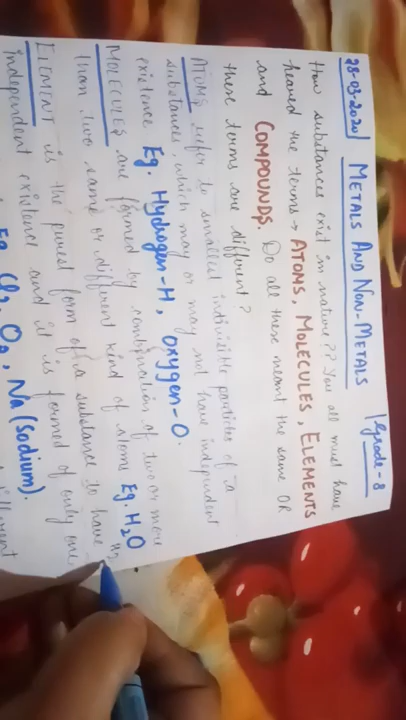 28-03-2020 METALS AND NON-METALS Grade-8
How substances exist in nature?? You all must have
heared the terms → ATOMS, MOLECULES, ELEMENTS
and COMPOUNDS. Do all these meant the same OR
these terms are different?
ATOMS refer to smallest indivisible particles of a
substances, which may or may not have independent
existence Eg. Hydrogen-H, Oxygen-O.
MOLECULES are formed by combination of two or more
than two same or different kind of atoms Eg. H2O
H2
ELEMENT is the purest form of a substance to have
independent existence and it is formed of only one
Eg Cl2, O2, Na (Sodium).